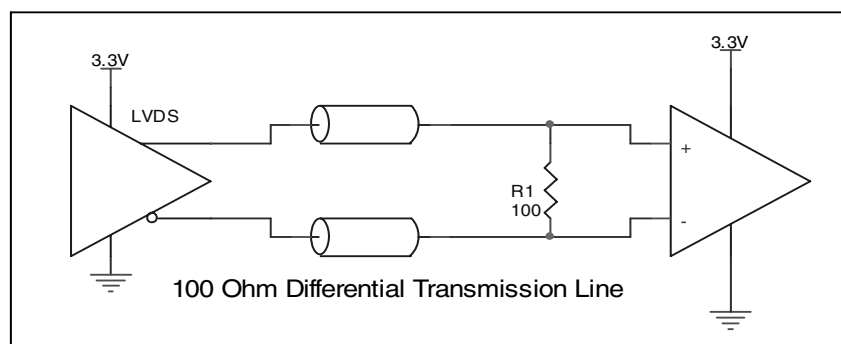 3.3V
3.3V
LVDS
+
R1
100
-
100 Ohm Differential Transmission Line